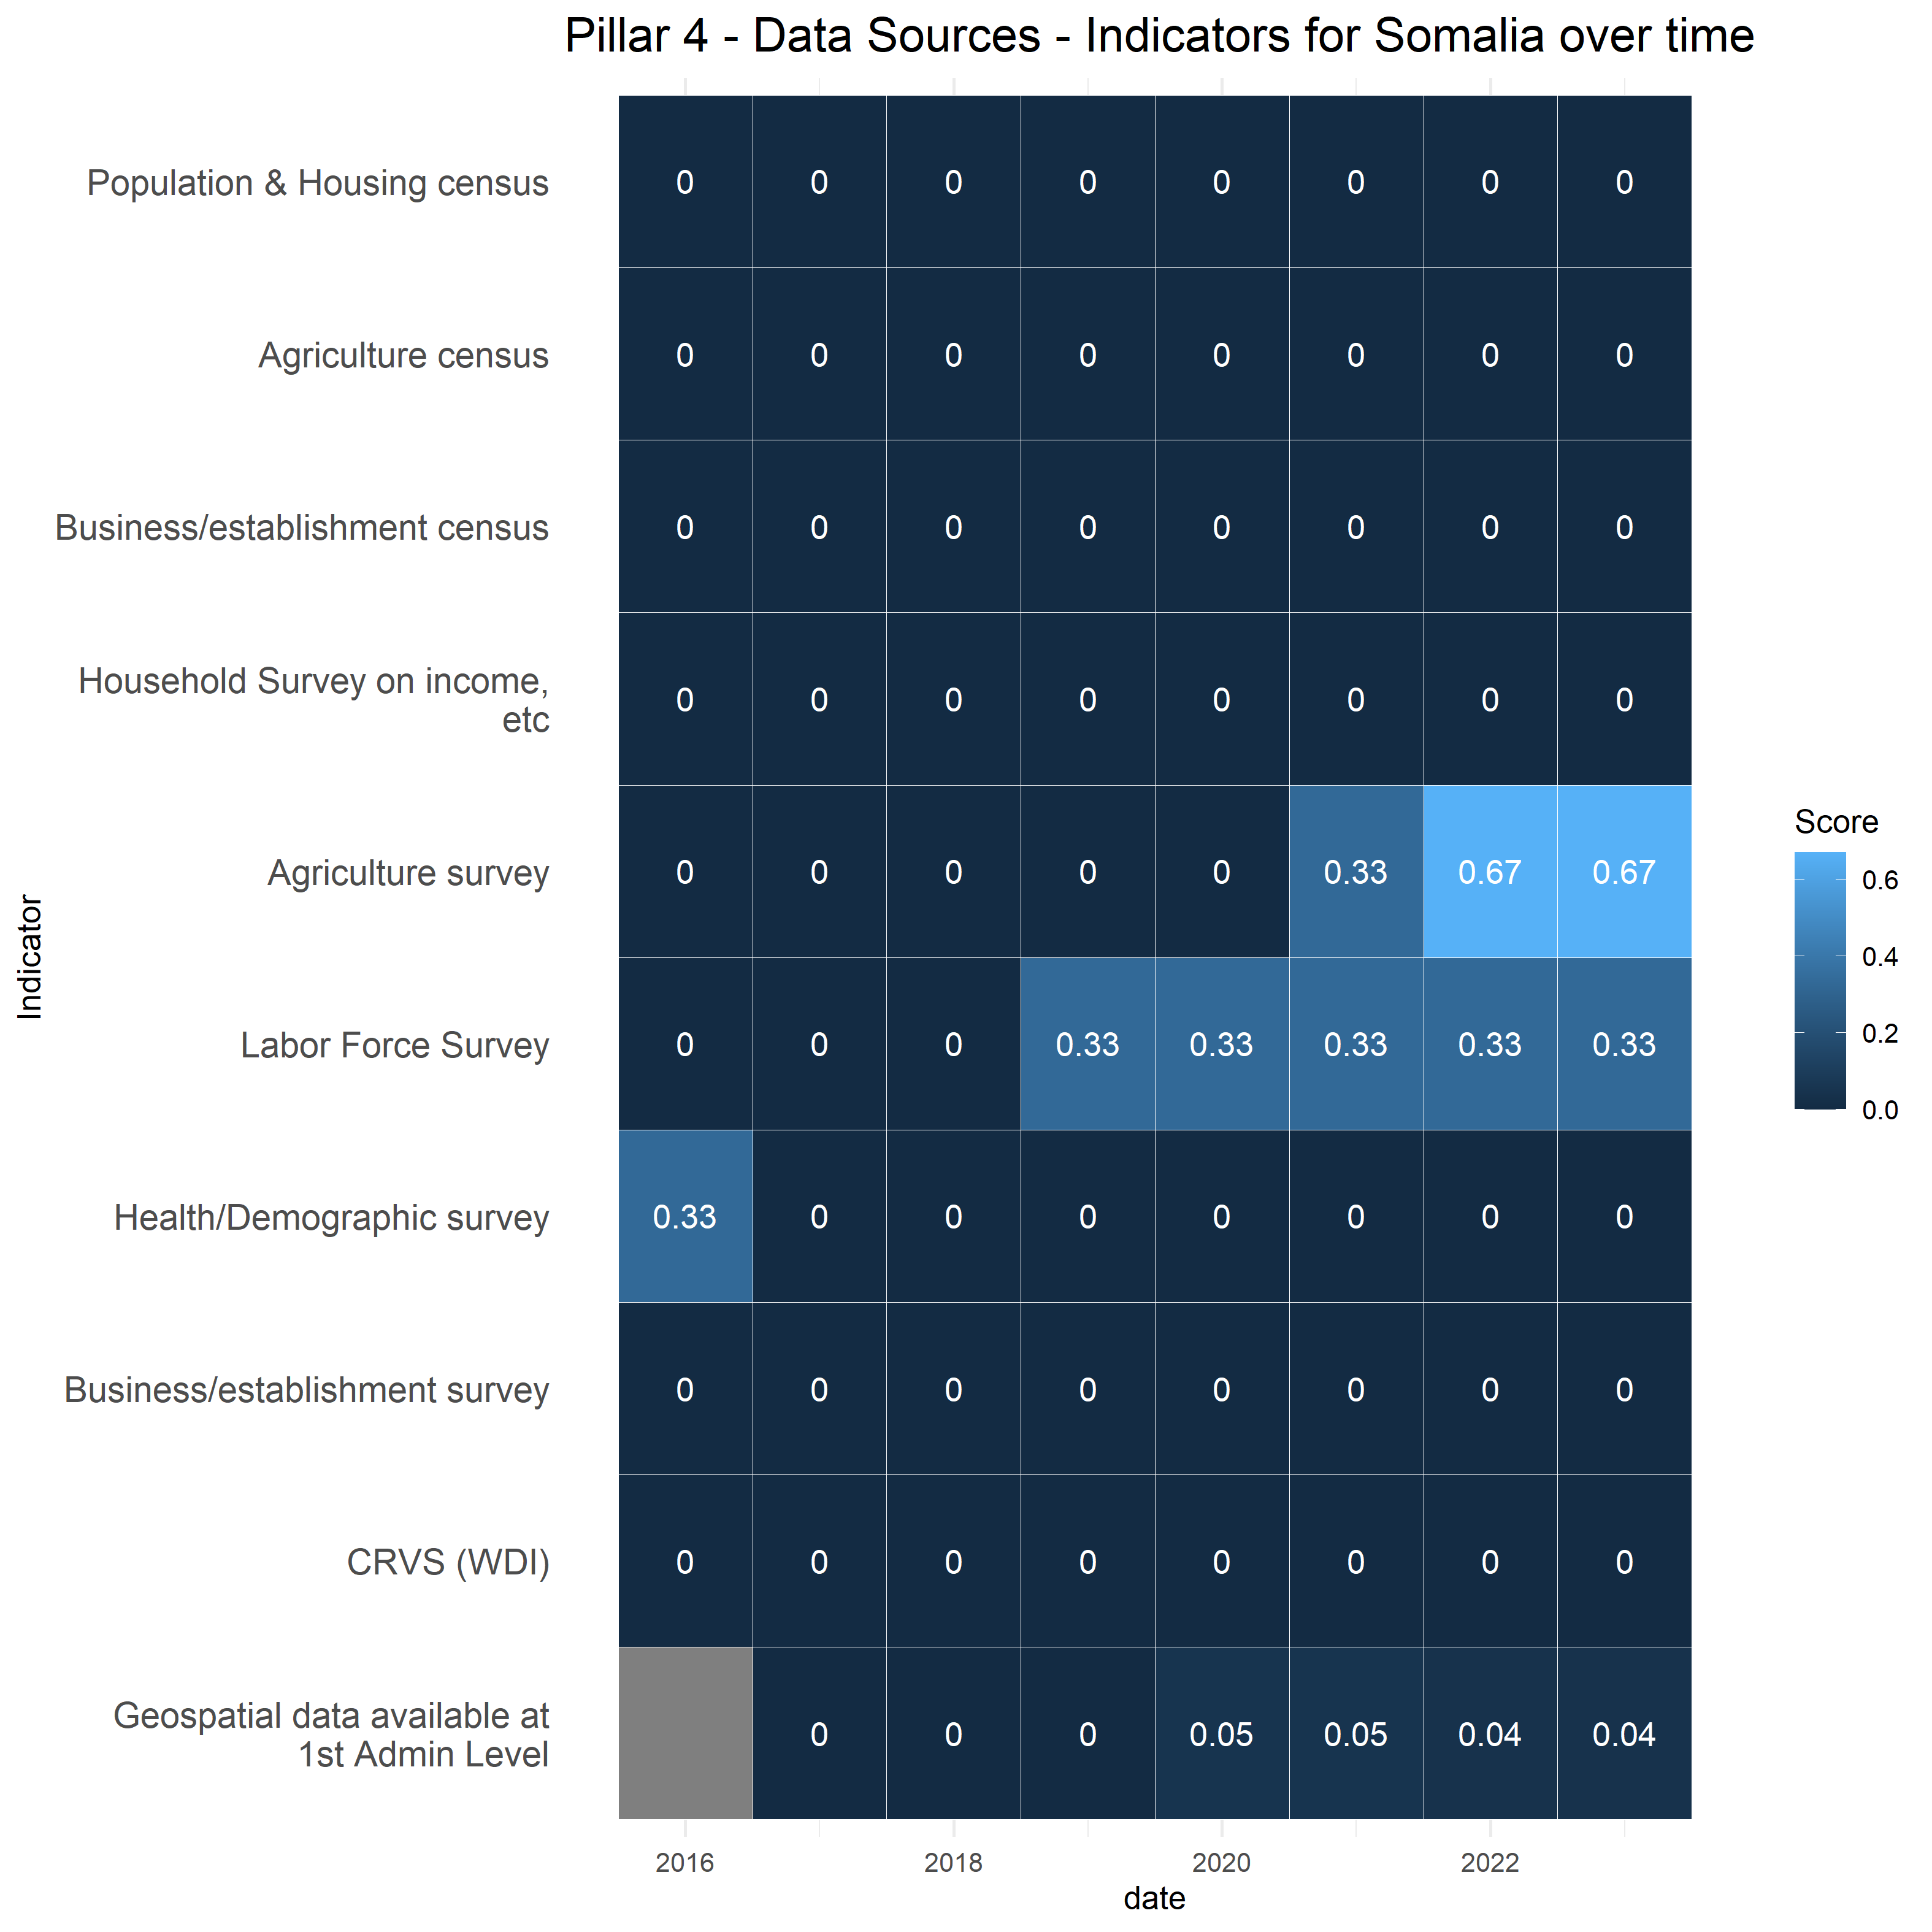 Pillar 4 - Data Sources - Indicators for Somalia over time
Population & Housing census
0 0 0 0 0 0 0 0
Agriculture census
0 0 0 0 0 0 0 0
Business/establishment census
0 0 0 0 0 0 0 0
Household Survey on income,
etc
0 0 0 0 0 0 0 0
Agriculture survey
0 0 0 0 0 0.33 0.67 0.67
Labor Force Survey
0 0 0 0.33 0.33 0.33 0.33 0.33
Health/Demographic survey
0.33 0 0 0 0 0 0 0
Business/establishment survey
0 0 0 0 0 0 0 0
CRVS (WDI)
0 0 0 0 0 0 0 0
Geospatial data available at
1st Admin Level
0 0 0 0.05 0.05 0.04 0.04
2016 2018 2020 2022
date
Indicator
Score
0.6
0.4
0.2
0.0